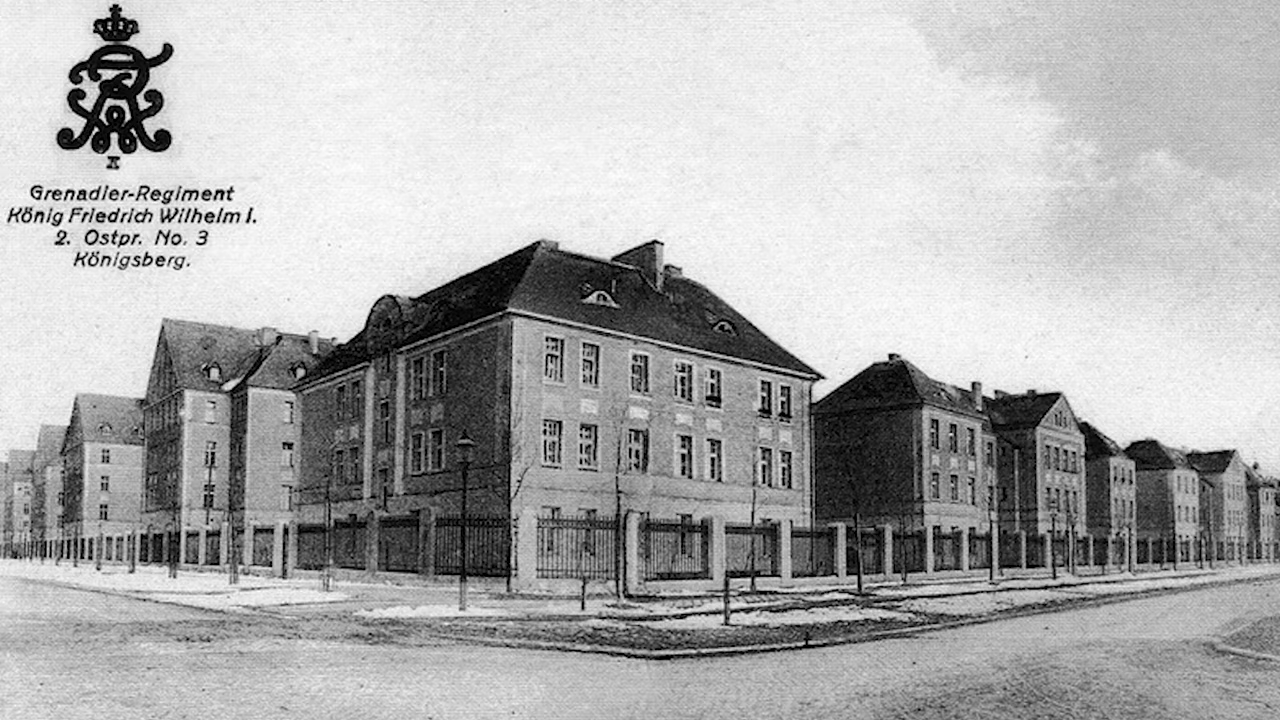 Grenadier-Regiment
König Friedrich Wilhelm I.
2. Ostpr. No. 3
Königsberg.